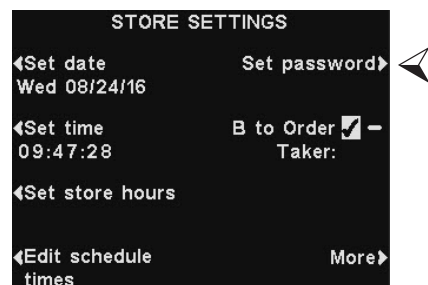 STORE SETTINGS
Set date
Wed 08/24/16
Set password
Set time
09:47:28
B to Order
Taker:
Set store hours
Edit schedule
times
More